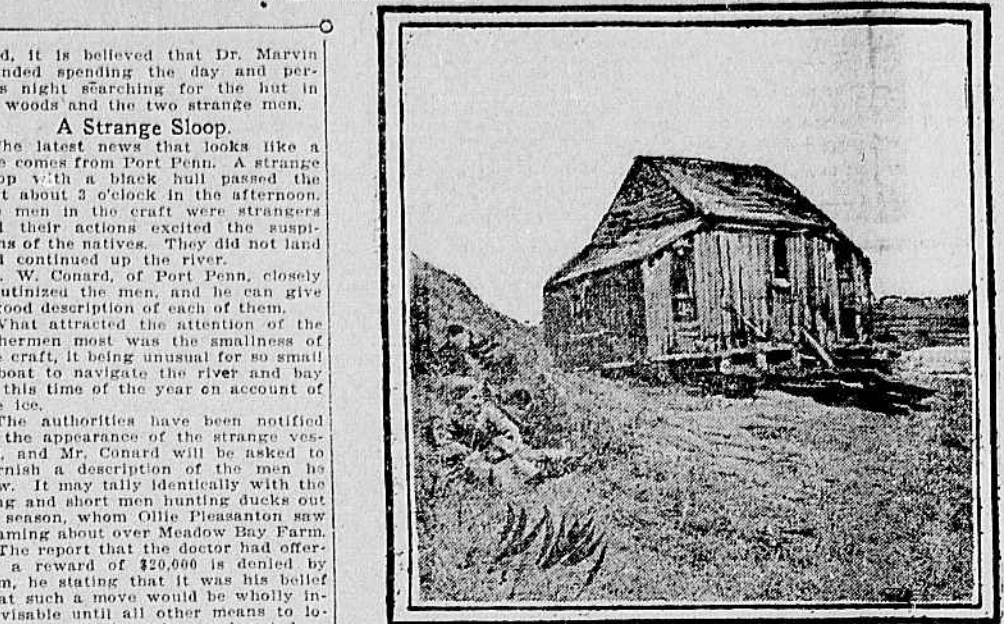 d, it is believed that Dr. Marvin
nded spending the day and per-
s night searching for the hut in
woods and the two strange men.
A Strange Sloop.
he latest news that looks like a
e comes from Port Penn. A strange
op with a black hull passed the
t about 3 o'clock in the afternoon.
e men in the craft were strangers
d their actions excited the suspi-
ns of the natives. They did not land
d continued up the river.
. W. Conard, of Port Penn, closely
utinized the men, and he can give
good description of each of them.
What attracted the attention of the
hermen most was the smallness of
e craft, it being unusual for so small
boat to navigate the river and bay
this time of the year on account of
e ice.
The authorities have been notified
the appearance of the strange ves-
, and Mr. Conard will be asked to
rnish a description of the men he
w. It may tally identically with the
ng and short men hunting ducks out
season, whom Ollie Pleasanton saw
aming about over Meadow Bay Farm.
The report that the doctor had offer-
a reward of $20,000 is denied by
m, he stating that it was his belief
at such a move would be wholly in-
visable until all other means to lo-